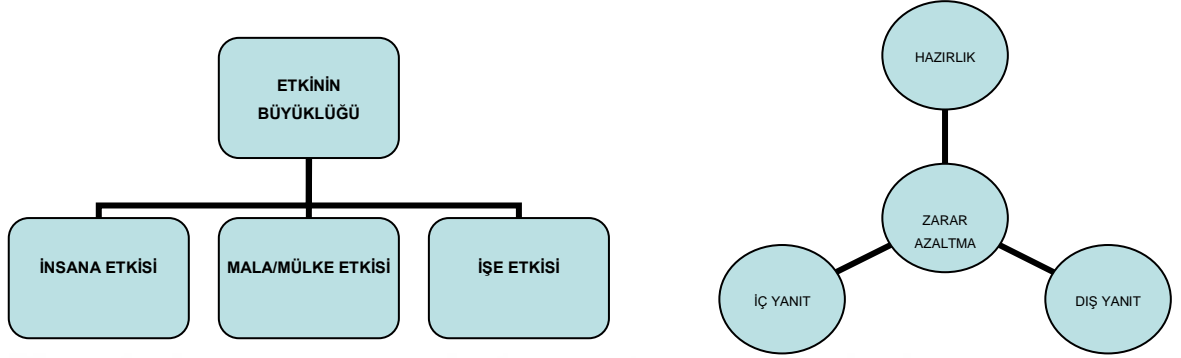 ETKİNİN
BÜYÜKLÜĞÜ
İNSANA ETKİSİ
MALA/MÜLKE ETKİSİ
İŞE ETKİSİ
HAZIRLIK
ZARAR
AZALTMA
İÇ YANIT
DIŞ YANIT